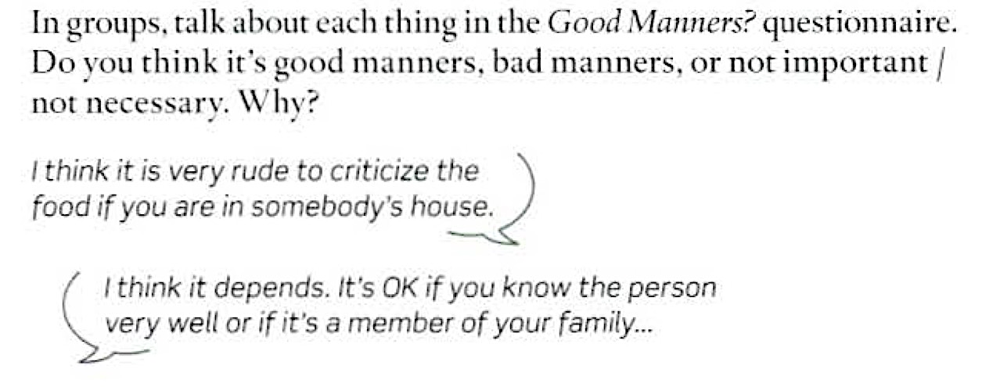 In groups, talk about each thing in the Good Manners? questionnaire.
Do you think it's good manners, bad manners, or not important /
not necessary. Why?
I think it is very rude to criticize the
food if you are in somebody's house.
I think it depends. It's OK if you know the person
very well or if it's a member of your family...